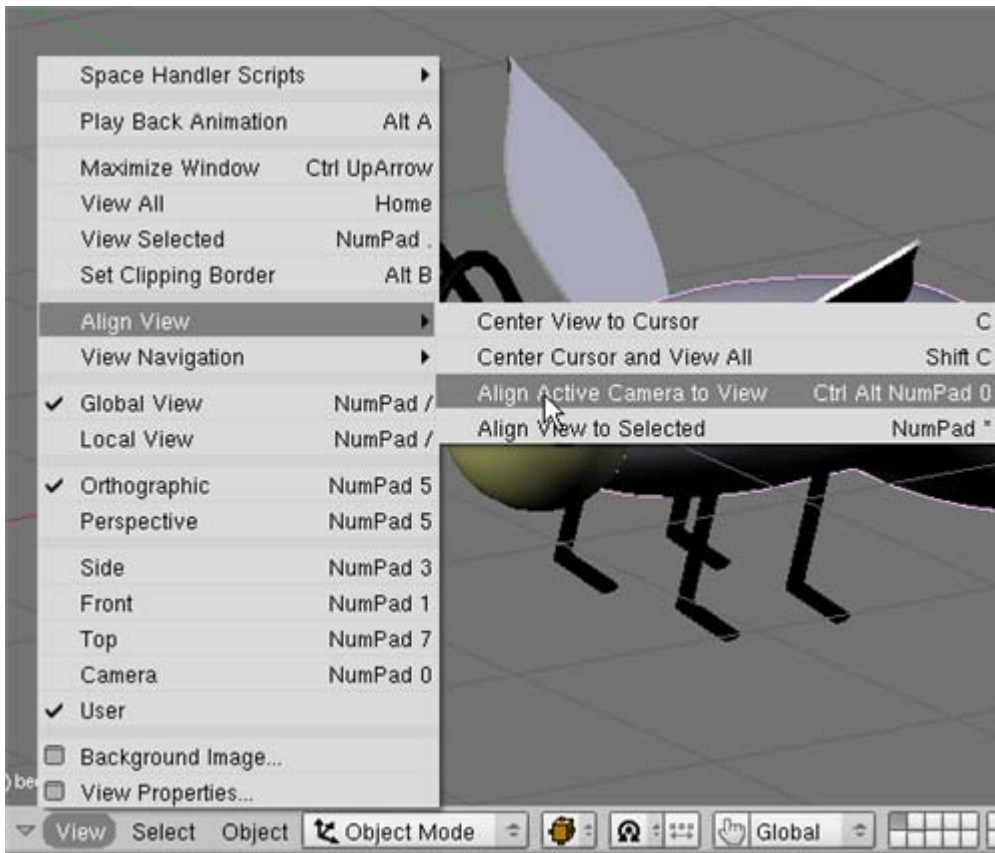 Space Handler Scripts
Play Back Animation Alt A
Maximize Window Ctrl UpArrow
View All Home
View Selected NumPad .
Set Clipping Border Alt B
Align View
View Navigation
Global View NumPad /
Local View NumPad /
Orthographic NumPad 5
Perspective NumPad 5
Side NumPad 3
Front NumPad 1
Top NumPad 7
Camera NumPad 0
User
Background Image...
View Properties...
Center View to Cursor C
Center Cursor and View All Shift C
Align Active Camera to View Ctrl Alt NumPad 0
Align View to Selected NumPad *
View Select Object Object Mode Global